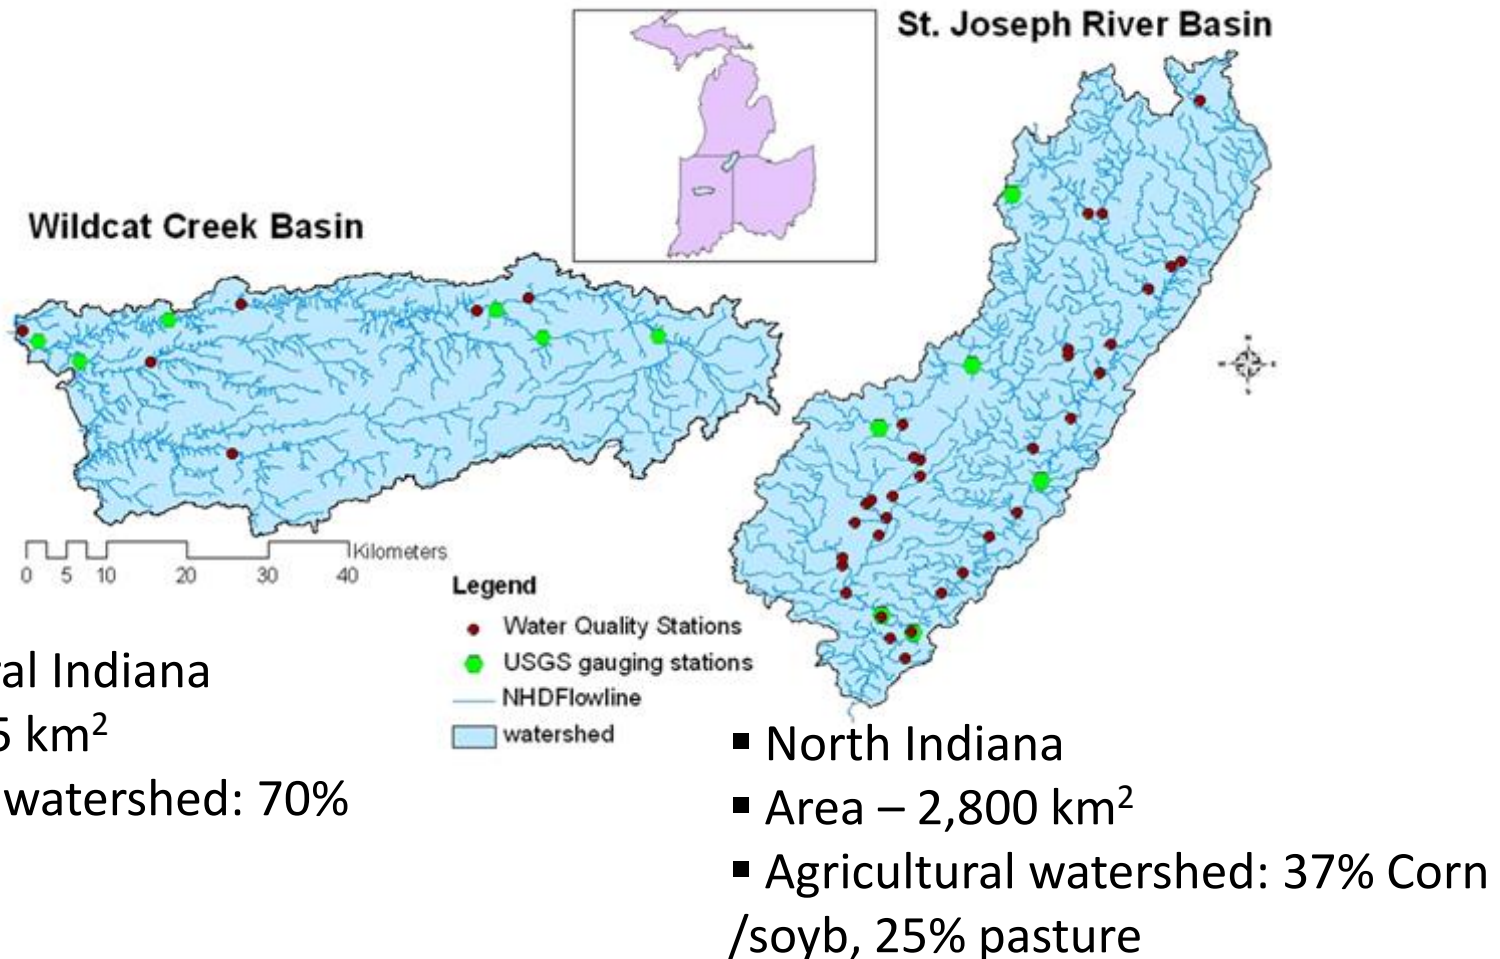 St. Joseph River Basin
Wildcat Creek Basin
Kilometers
0 5 10 20 30 40
Legend
Water Quality Stations
USGS gauging stations
NHDFlowline
watershed
al Indiana
5 km²
watershed: 70%
▪ North Indiana
▪ Area – 2,800 km²
▪ Agricultural watershed: 37% Corn
/soyb, 25% pasture